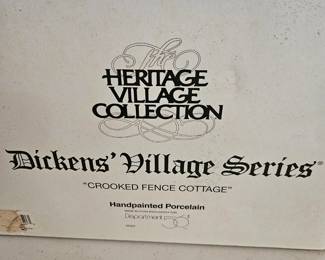 The
HERITAGE
VILLAGE
COLLECTION
Dickens' Village Series®
"CROOKED FENCE COTTAGE"
Handpainted Porcelain
Department 56